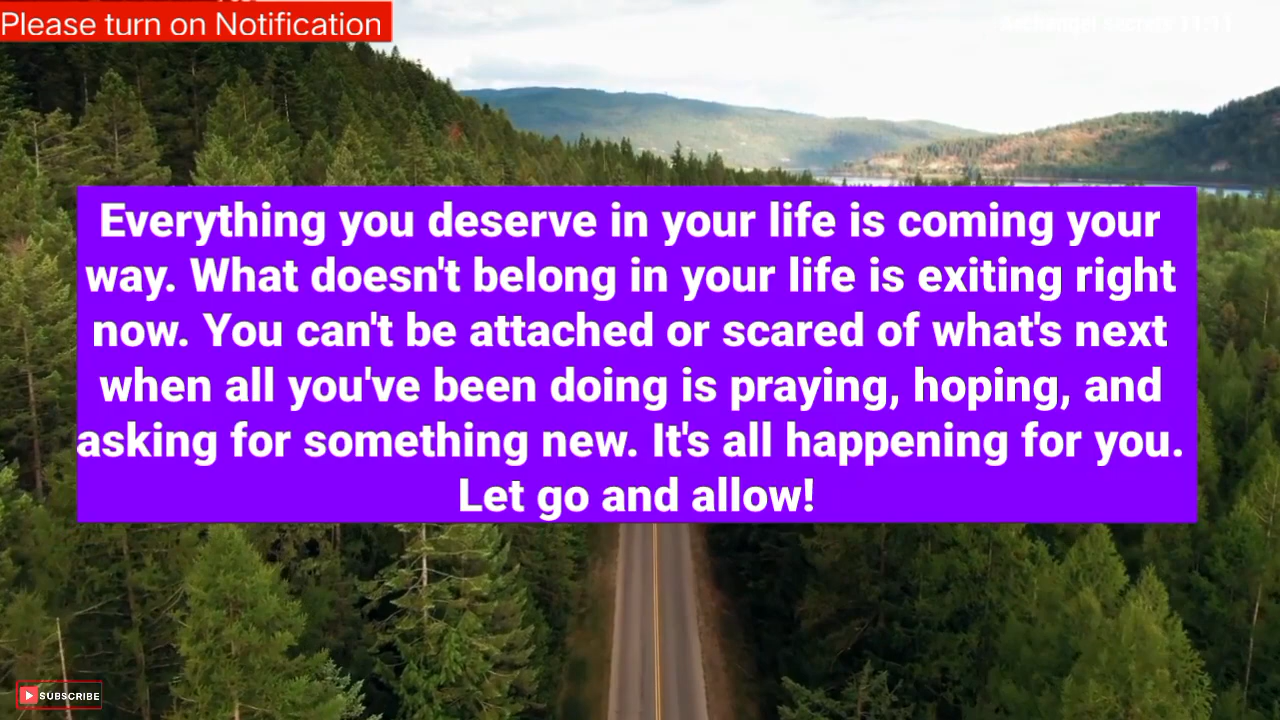 Please turn on Notification
Everything you deserve in your life is coming your
way. What doesn't belong in your life is exiting right
now. You can't be attached or scared of what's next
when all you've been doing is praying, hoping, and
asking for something new. It's all happening for you.
Let go and allow!
SUBSCRIBE